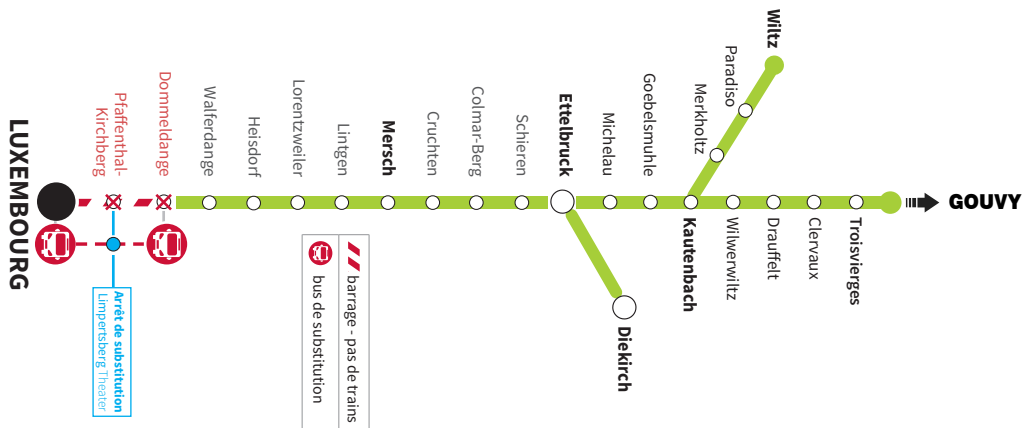 LUXEMBOURG
Pfaffenthal-
Kirchberg
Dommeldange
Walferdange
Heisdorf
Lorentzweiler
Lintgen
Mersch
Cruchten
Colmar-Berg
Schieren
Ettelbruck
Michelau
Goebelsmuhle
Merkholtz
Paradiso
Wiltz
Kautenbach
Wilwerwiltz
Drauffelt
Clervaux
Troisvierges
GOUVY
Diekirch
barrage - pas de trains
bus de substitution
Arrêt de substitution
Limpertsberg Theater